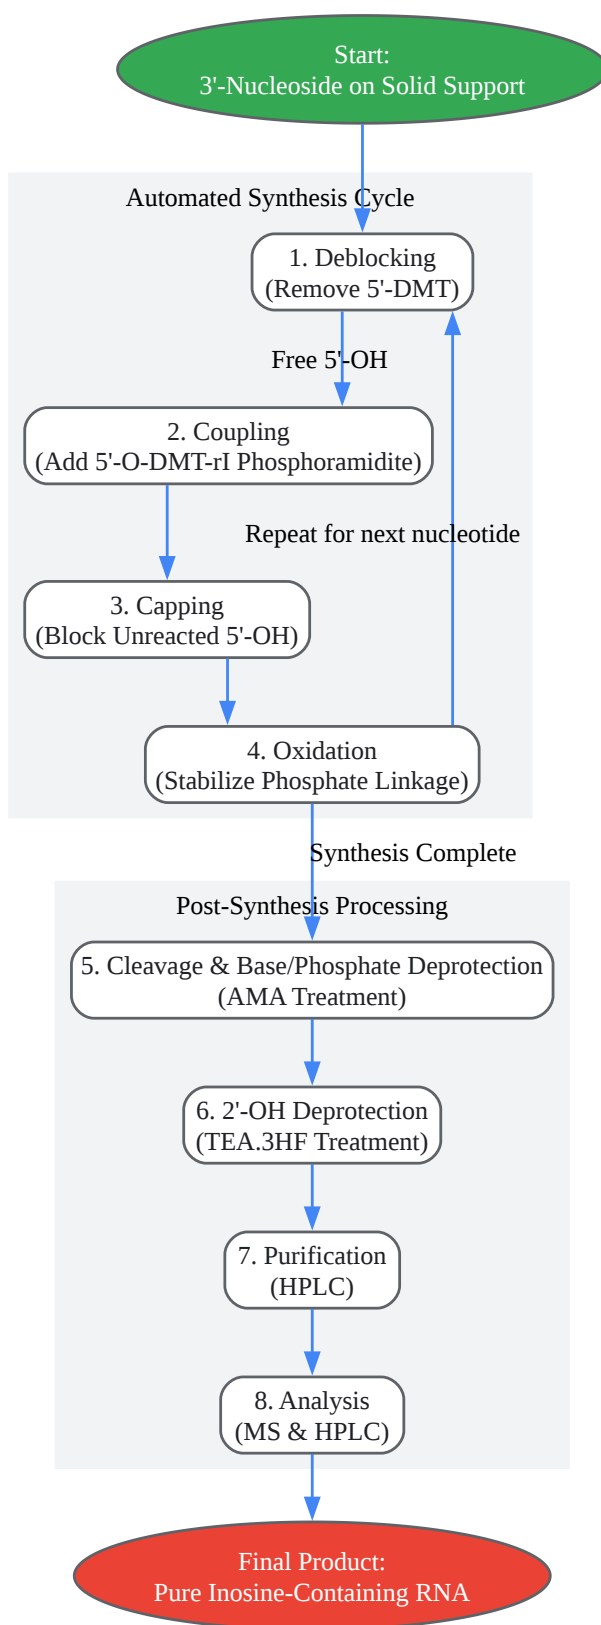 Start:
3'-Nucleoside on Solid Support
Automated Synthesis Cycle
1. Deblocking
(Remove 5'-DMT)
Free 5'-OH
2. Coupling
(Add 5'-O-DMT-rI Phosphoramidite)
Repeat for next nucleotide
3. Capping
(Block Unreacted 5'-OH)
4. Oxidation
(Stabilize Phosphate Linkage)
Synthesis Complete
Post-Synthesis Processing
5. Cleavage & Base/Phosphate Deprotection
(AMA Treatment)
6. 2'-OH Deprotection
(TEA.3HF Treatment)
7. Purification
(HPLC)
8. Analysis
(MS & HPLC)
Final Product:
Pure Inosine-Containing RNA